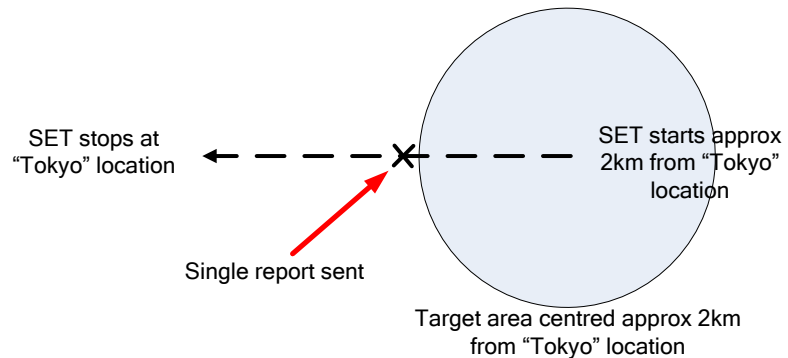 SET stops at
“Tokyo” location
SET starts approx
2km from “Tokyo”
location
Single report sent
Target area centred approx 2km
from “Tokyo” location